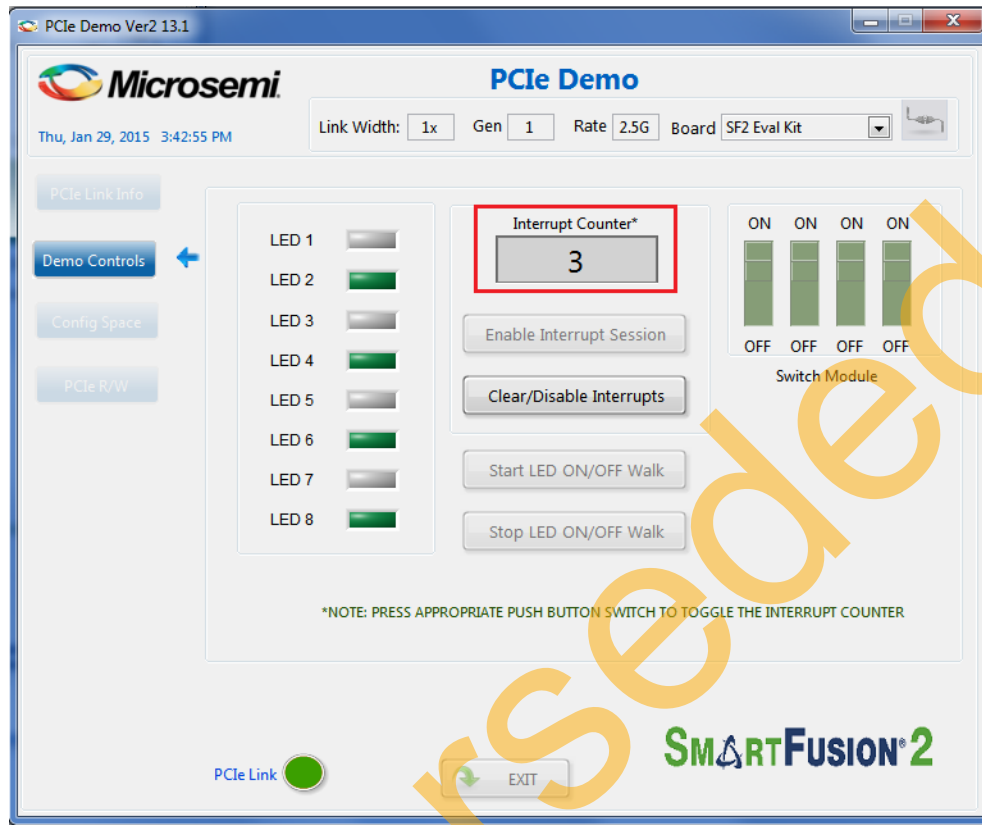 PCIe Demo Ver2 13.1
Microsemi.
PCIe Demo
Thu, Jan 29, 2015 3:42:55 PM
Link Width: 1x Gen 1 Rate 2.5G Board SF2 Eval Kit
PCIe Link Info
Demo Controls
Config Space
PCIe R/W
LED 1
LED 2
LED 3
LED 4
LED 5
LED 6
LED 7
LED 8
Interrupt Counter*
3
Enable Interrupt Session
Clear/Disable Interrupts
Start LED ON/OFF Walk
Stop LED ON/OFF Walk
ON ON ON ON
OFF OFF OFF OFF
Switch Module
*NOTE: PRESS APPROPRIATE PUSH BUTTON SWITCH TO TOGGLE THE INTERRUPT COUNTER
PCIe Link
EXIT
SMARTFUSION®2